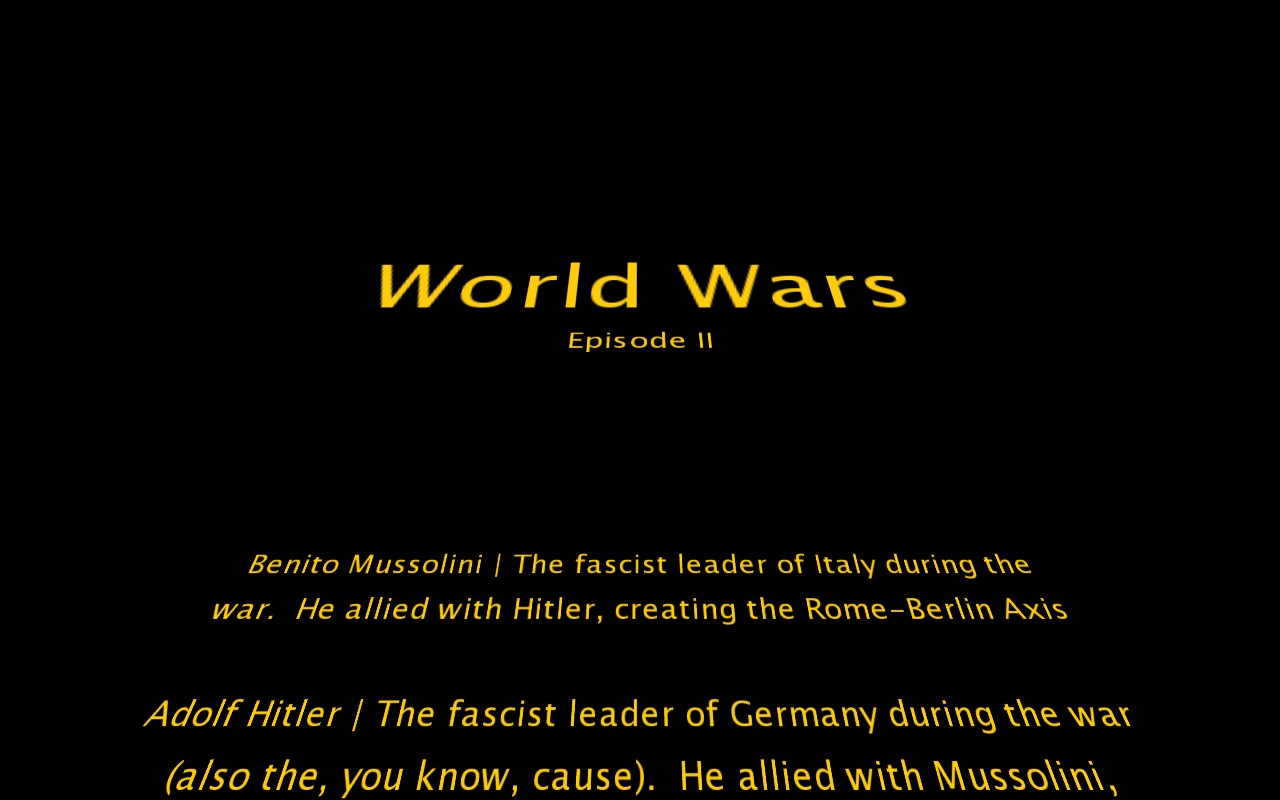 World Wars
Episode II
Benito Mussolini | The fascist leader of Italy during the
war.  He allied with Hitler, creating the Rome-Berlin Axis
Adolf Hitler | The fascist leader of Germany during the war
(also the, you know, cause).  He allied with Mussolini,